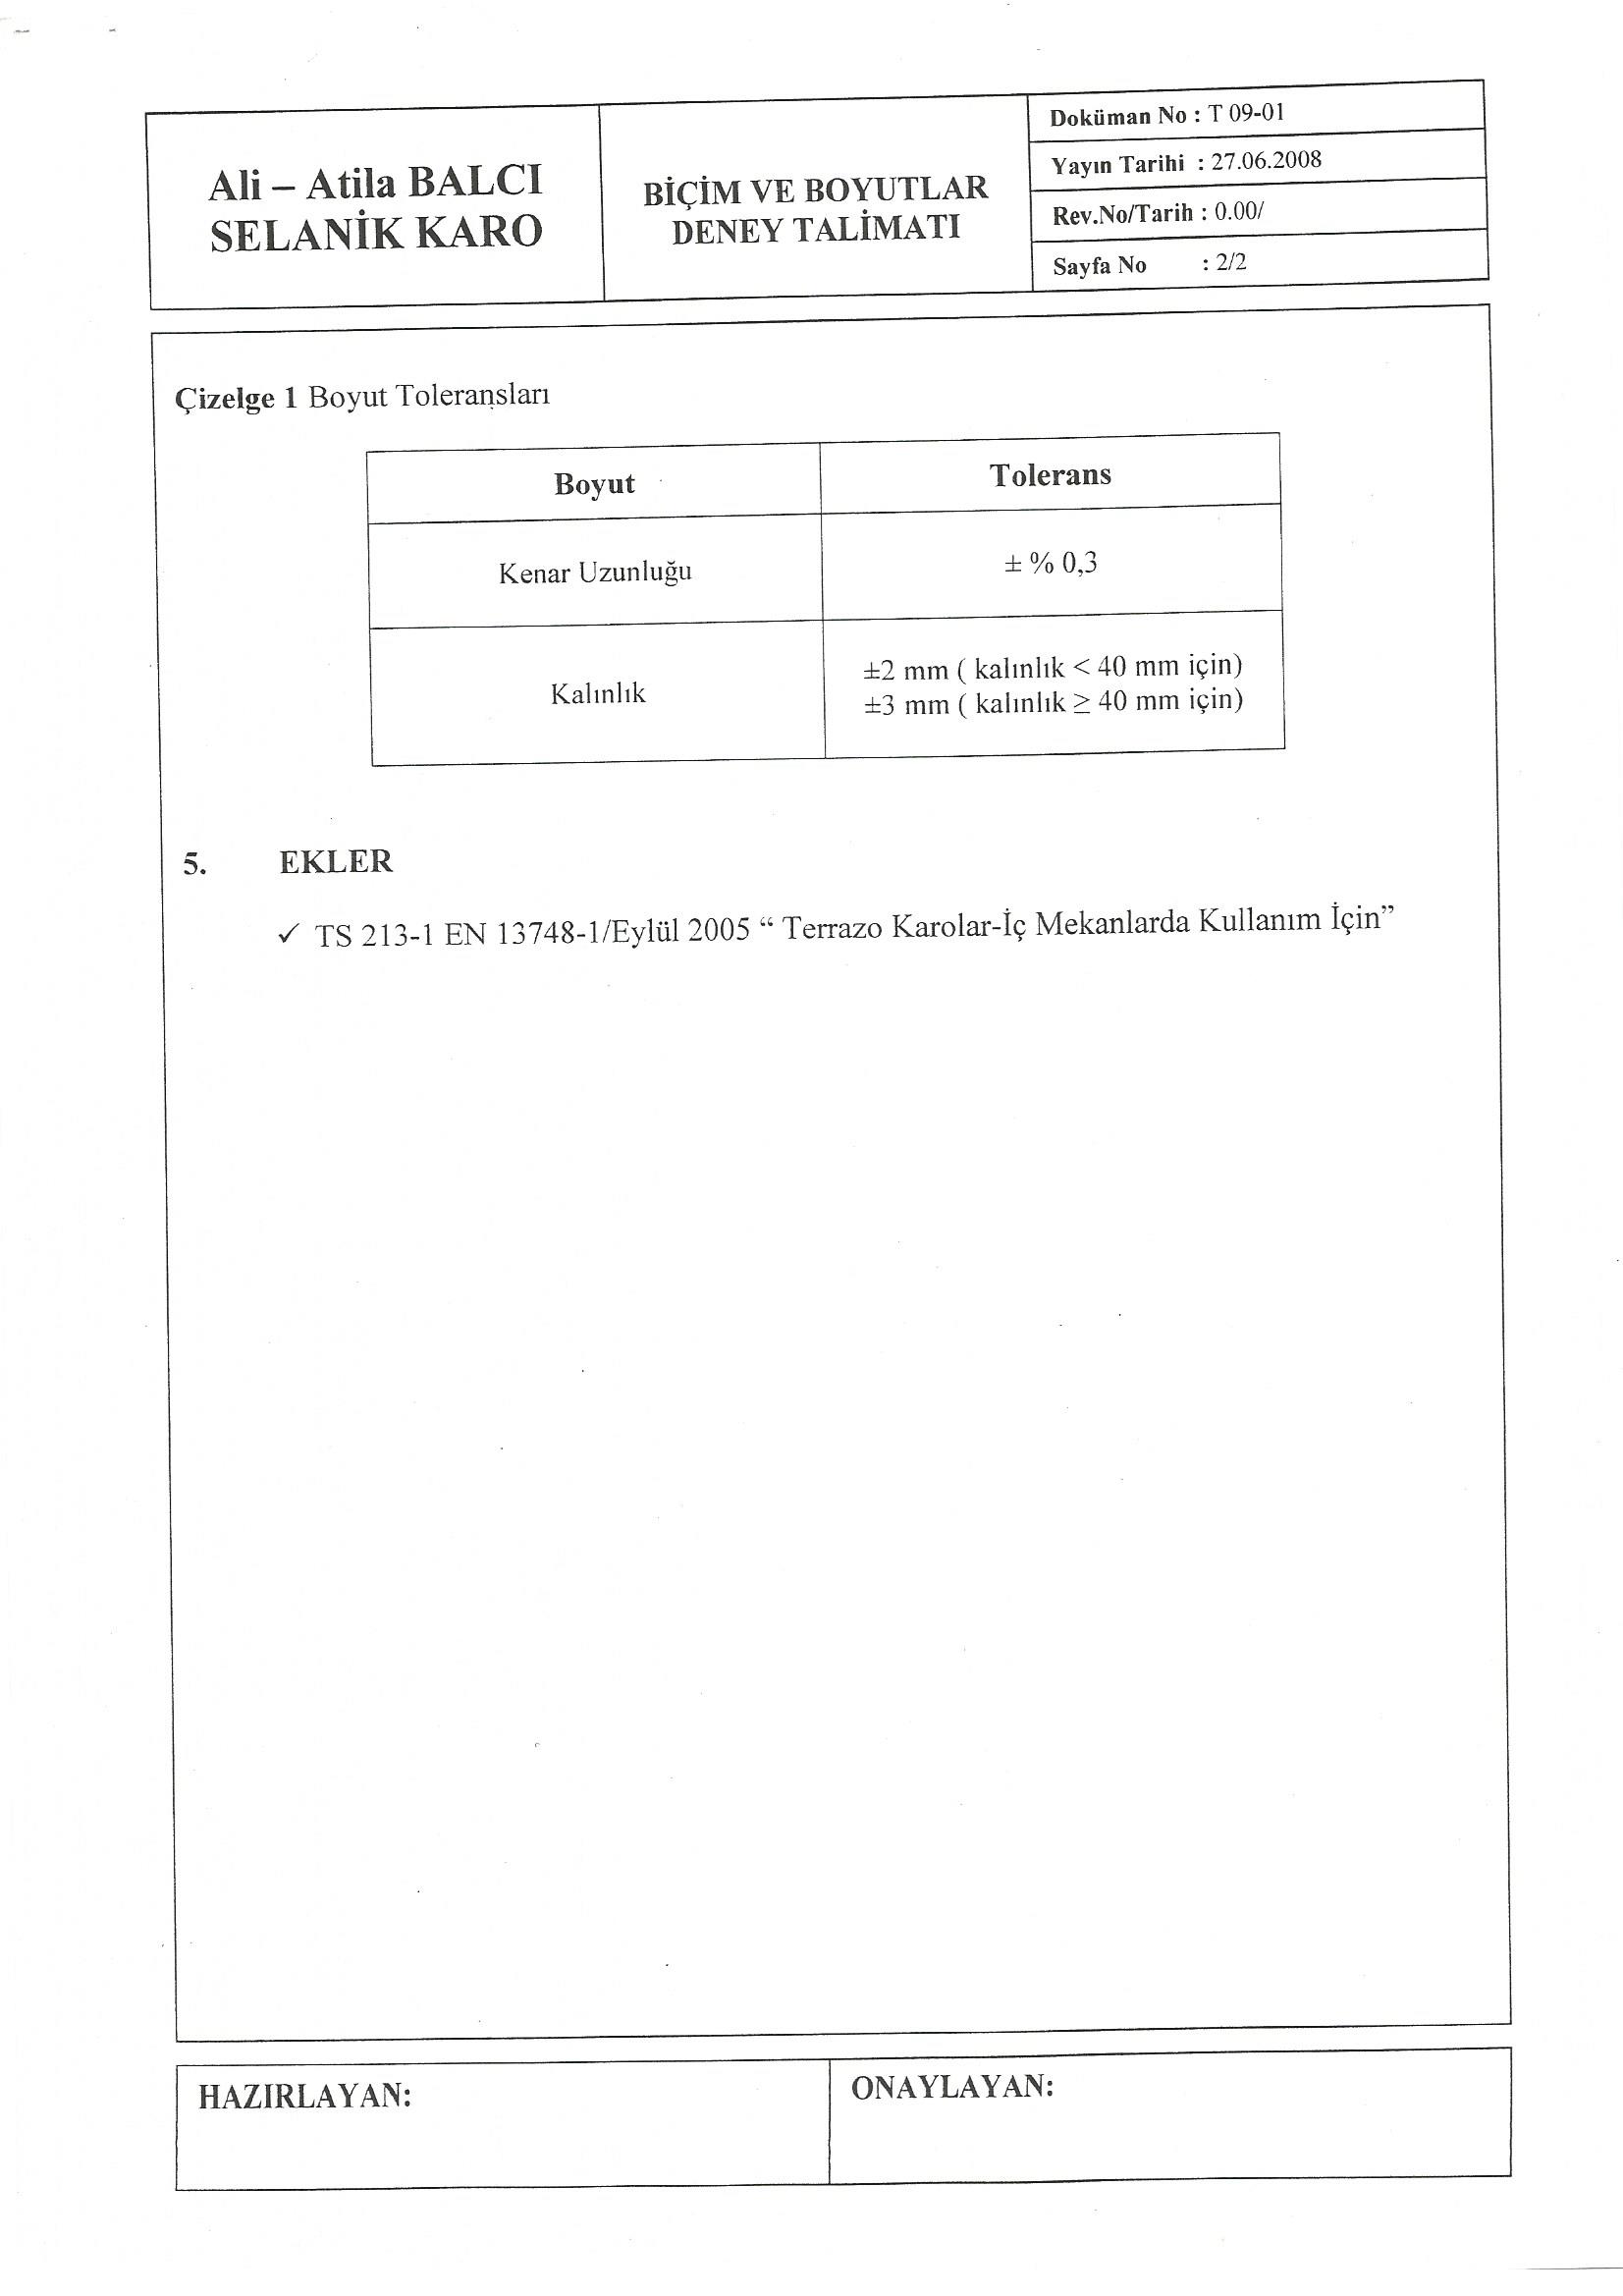 Ali – Atila BALCI
SELANİK KARO
BİÇİM VE BOYUTLAR
DENEY TALİMATI
Doküman No : T 09-01
Yayın Tarihi : 27.06.2008
Rev.No/Tarih : 0.00/
Sayfa No : 2/2
Çizelge 1 Boyut Toleransları
Boyut Tolerans
Kenar Uzunluğu ± % 0,3
Kalınlık
±2 mm ( kalınlık < 40 mm için)
±3 mm ( kalınlık ≥ 40 mm için)
5. EKLER
✓ TS 213-1 EN 13748-1/Eylül 2005 “ Terrazo Karolar-İç Mekanlarda Kullanım İçin”
HAZIRLAYAN: ONAYLAYAN: